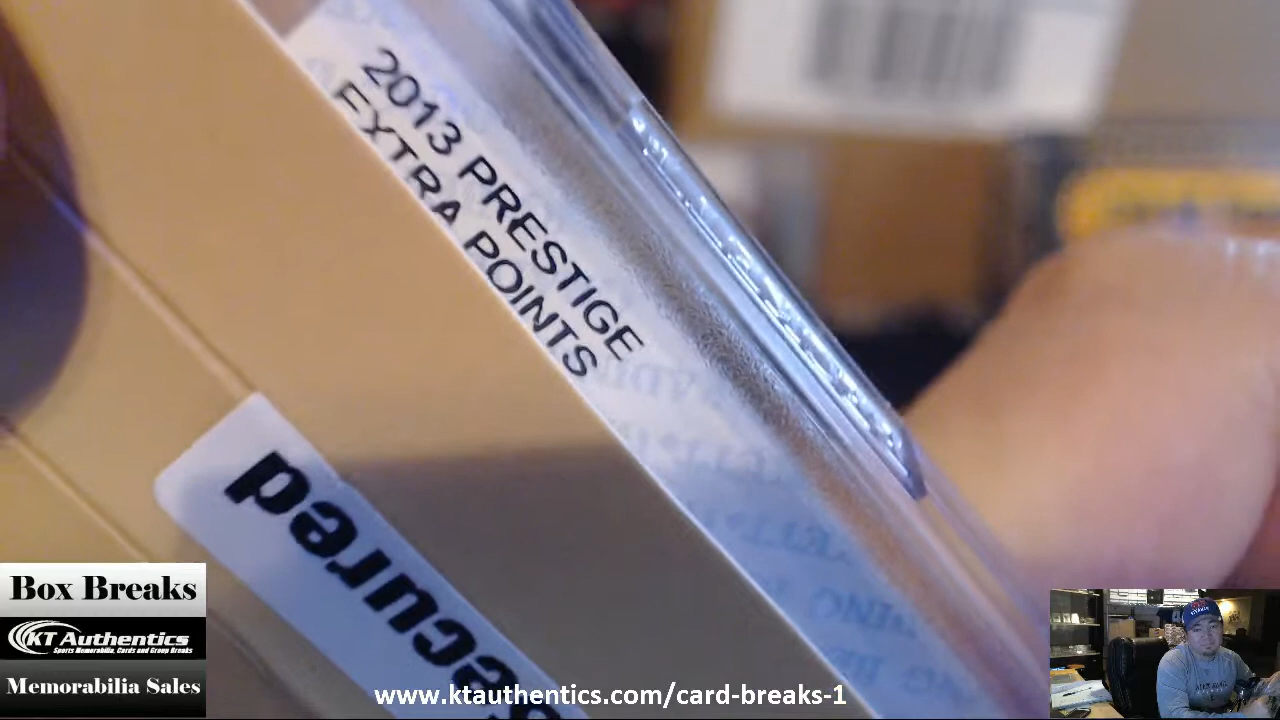 2013 PRESTIGE
EXTRA POINTS
Secured
Box Breaks
KT Authentics
Sports Memorabilia, Cards and Group Breaks
Memorabilia Sales
www.ktauthentics.com/card-breaks-1